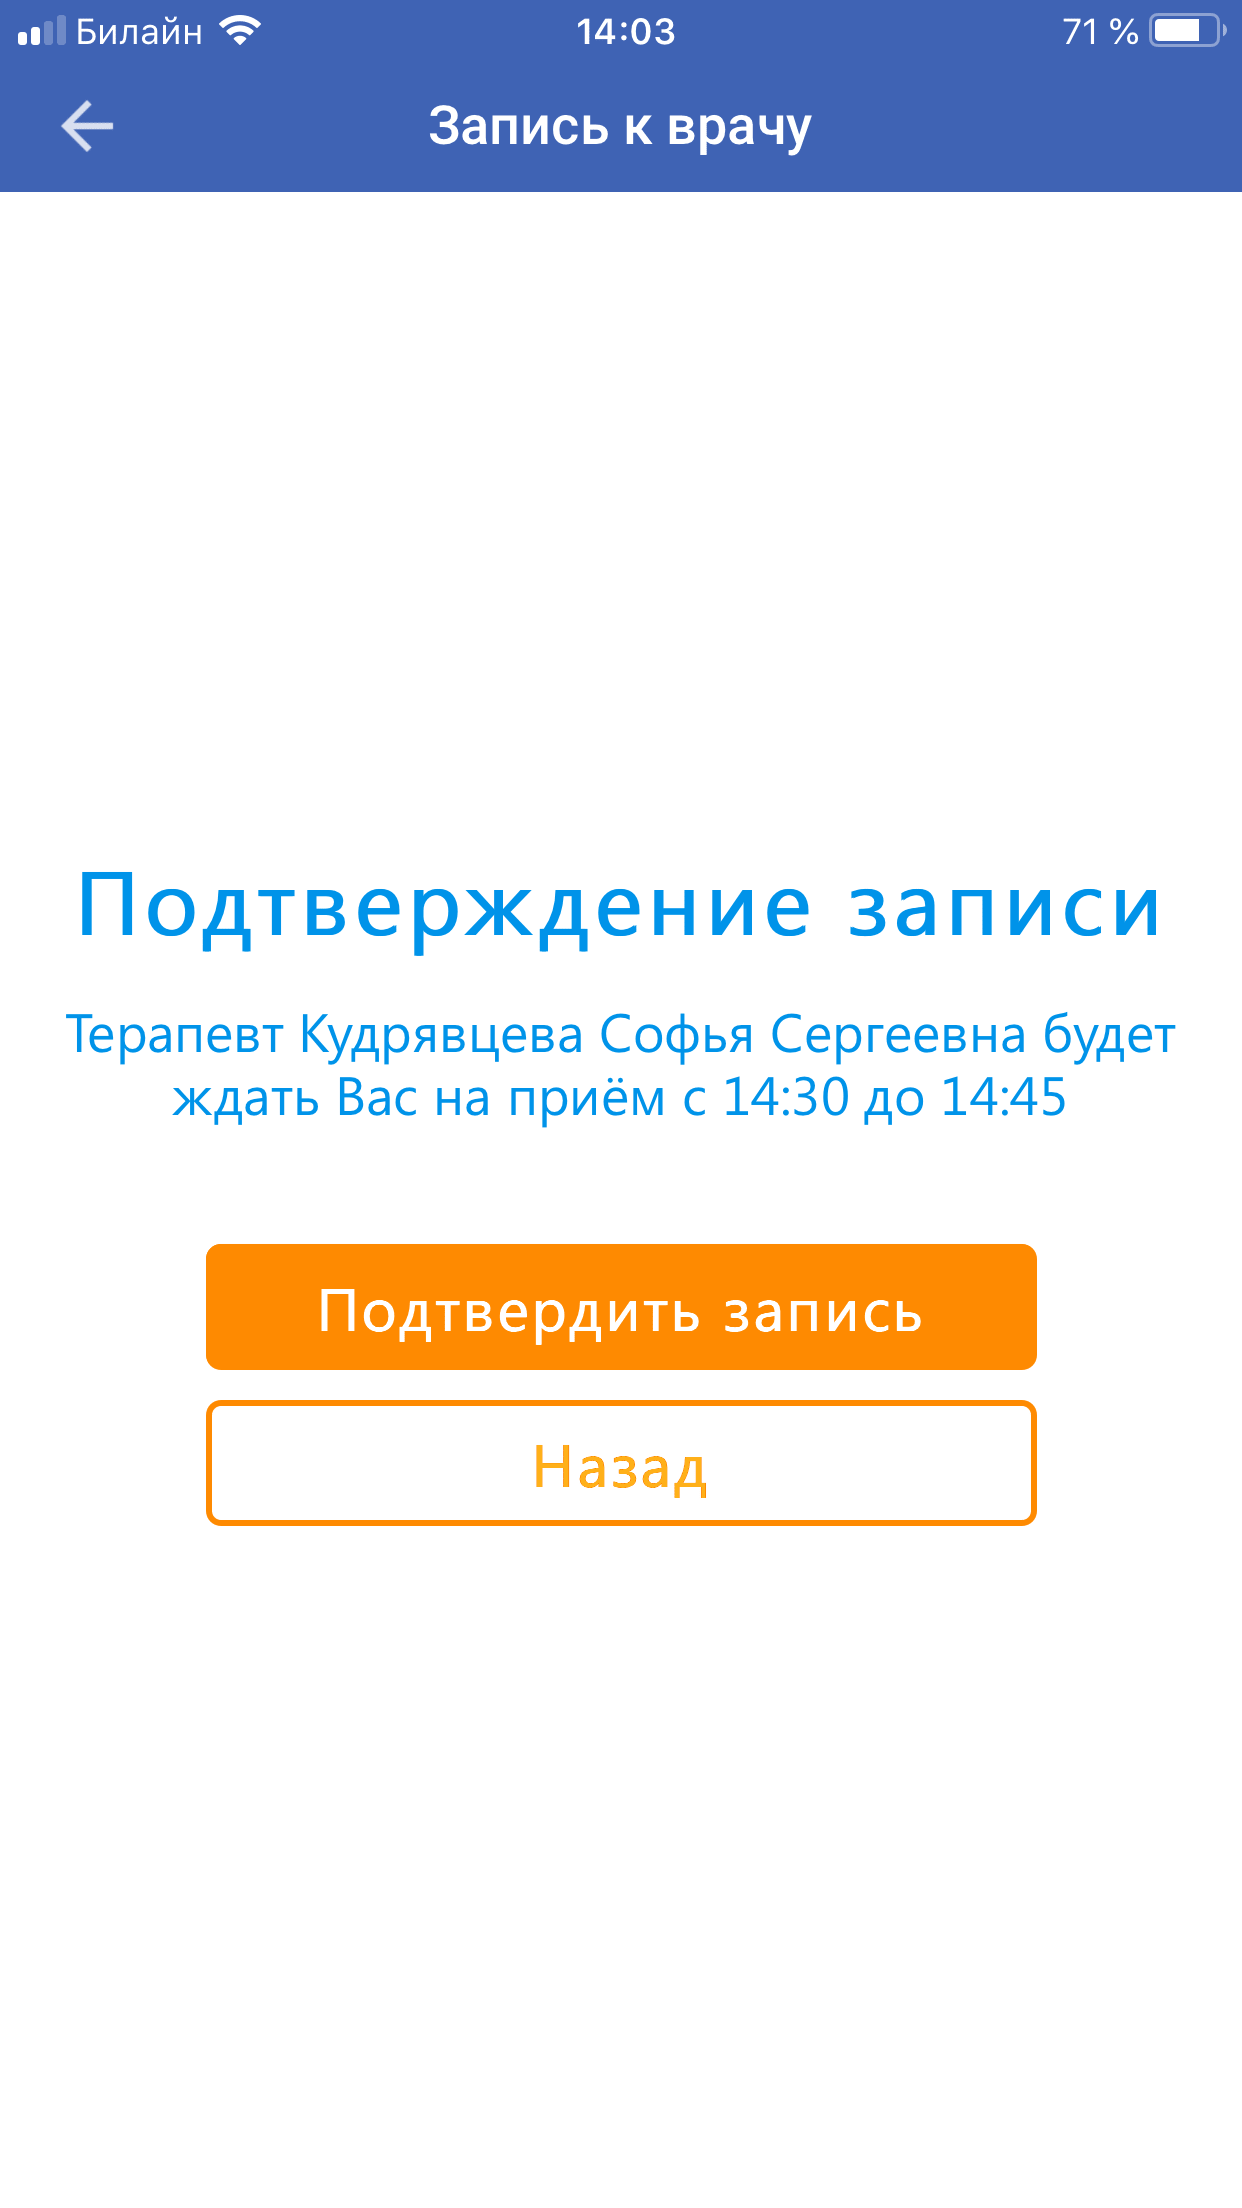 Билайн 14:03 71 %
Запись к врачу
Подтверждение записи
Терапевт Кудрявцева Софья Сергеевна будет
ждать Вас на приём с 14:30 до 14:45
Подтвердить запись
Назад